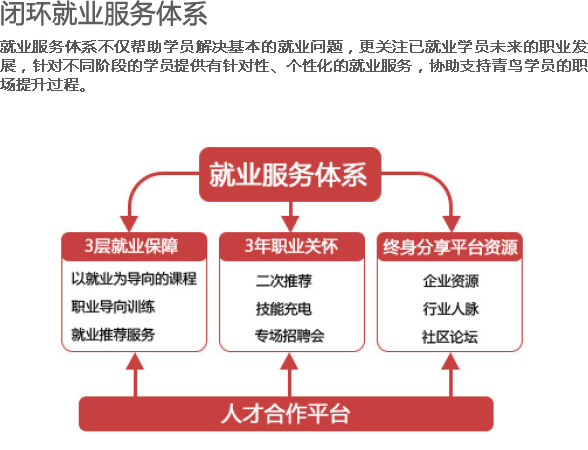 闭环就业服务体系
就业服务体系不仅帮助学员解决基本的就业问题，更关注已就业学员未来的职业发
展，针对不同阶段的学员提供有针对性、个性化的就业服务，协助支持青鸟学员的职
场提升过程。
就业服务体系
3层就业保障
以就业为导向的课程
职业导向训练
就业推荐服务
3年职业关怀
二次推荐
技能充电
专场招聘会
终身分享平台资源
企业资源
行业人脉
社区论坛
人才合作平台